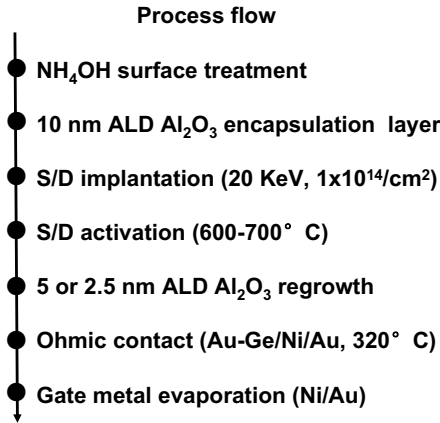 Process flow
NH₄OH surface treatment
10 nm ALD Al₂O₃ encapsulation layer
S/D implantation (20 KeV, 1x10¹⁴/cm²)
S/D activation (600-700° C)
5 or 2.5 nm ALD Al₂O₃ regrowth
Ohmic contact (Au-Ge/Ni/Au, 320° C)
Gate metal evaporation (Ni/Au)